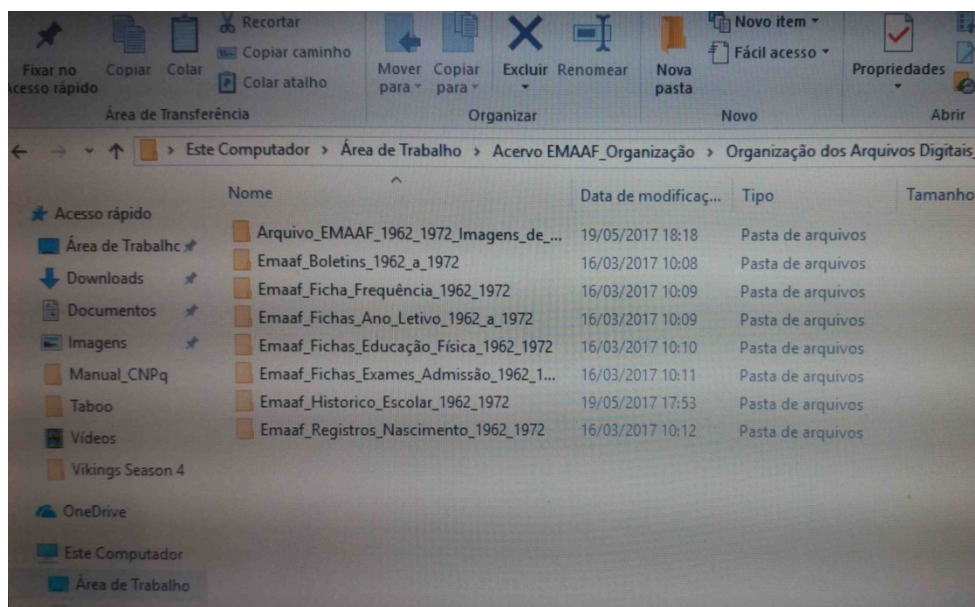 Recortar
Copiar caminho
Colar atalho
Fixar no
acesso rápido
Copiar
Colar
Área de Transferência
Mover
para
Copiar
para
Excluir
Renomear
Organizar
Nova
pasta
Novo item
Fácil acesso
Novo
Propriedades
Abrir
Este Computador > Área de Trabalho > Acervo EMAAF_Organização > Organização dos Arquivos Digitais_
Nome Data de modificaç... Tipo Tamanho
Arquivo_EMAAF_1962_1972_Imagens_de_... 19/05/2017 18:18 Pasta de arquivos
Emaaf_Boletins_1962_a_1972 16/03/2017 10:08 Pasta de arquivos
Emaaf_Ficha_Frequência_1962_1972 16/03/2017 10:09 Pasta de arquivos
Emaaf_Fichas_Ano_Letivo_1962_a_1972 16/03/2017 10:09 Pasta de arquivos
Emaaf_Fichas_Educação_Física_1962_1972 16/03/2017 10:10 Pasta de arquivos
Emaaf_Fichas_Exames_Admissão_1962_1... 16/03/2017 10:11 Pasta de arquivos
Emaaf_Historico_Escolar_1962_1972 19/05/2017 17:53 Pasta de arquivos
Emaaf_Registros_Nascimento_1962_1972 16/03/2017 10:12 Pasta de arquivos
Acesso rápido
Área de Trabalhc
Downloads
Documentos
Imagens
Manual_CNPq
Taboo
Vídeos
Vikings Season 4
OneDrive
Este Computador
Área de Trabalho